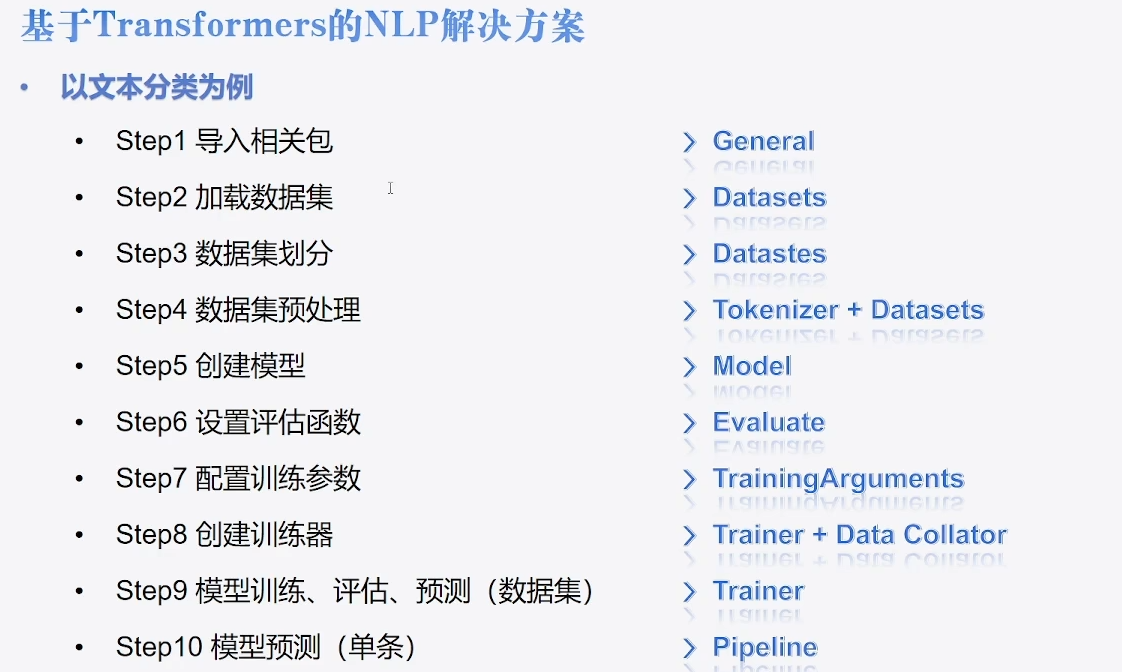 基于Transformers的NLP解决方案
• 以文本分类为例
• Step1 导入相关包 General
• Step2 加载数据集 Datasets
• Step3 数据集划分 Datastes
• Step4 数据集预处理 Tokenizer + Datasets
• Step5 创建模型 Model
• Step6 设置评估函数 Evaluate
• Step7 配置训练参数 TrainingArguments
• Step8 创建训练器 Trainer + Data Collator
• Step9 模型训练、评估、预测（数据集） Trainer
• Step10 模型预测（单条） Pipeline